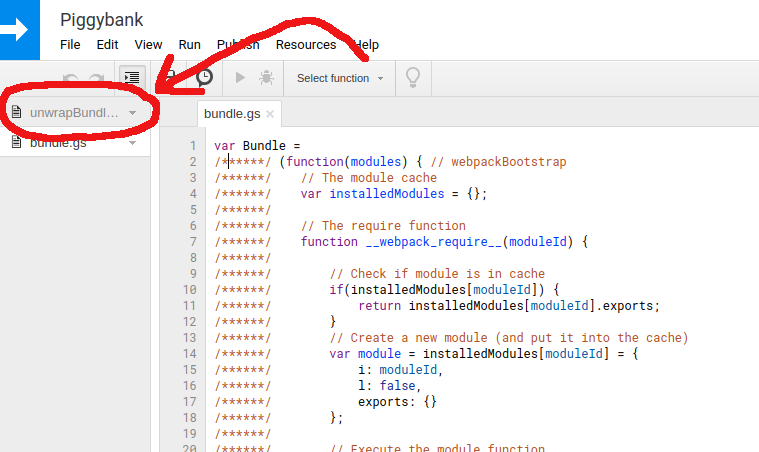 Piggybank
File Edit View Run Publish Resources Help
Select function
unwrapBundl...
bundle.gs
bundle.gs ×
1 var Bundle =
2 /******/ (function(modules) { // webpackBootstrap
3 /******/ // The module cache
4 /******/ var installedModules = {};
5 /******/
6 /******/ // The require function
7 /******/ function __webpack_require__(moduleId) {
8 /******/
9 /******/ // Check if module is in cache
10 /******/ if(installedModules[moduleId]) {
11 /******/ return installedModules[moduleId].exports;
12 /******/ }
13 /******/ // Create a new module (and put it into the cache)
14 /******/ var module = installedModules[moduleId] = {
15 /******/ i: moduleId,
16 /******/ l: false,
17 /******/ exports: {}
18 /******/ };
19 /******/
20 /******/ // Execute the module function